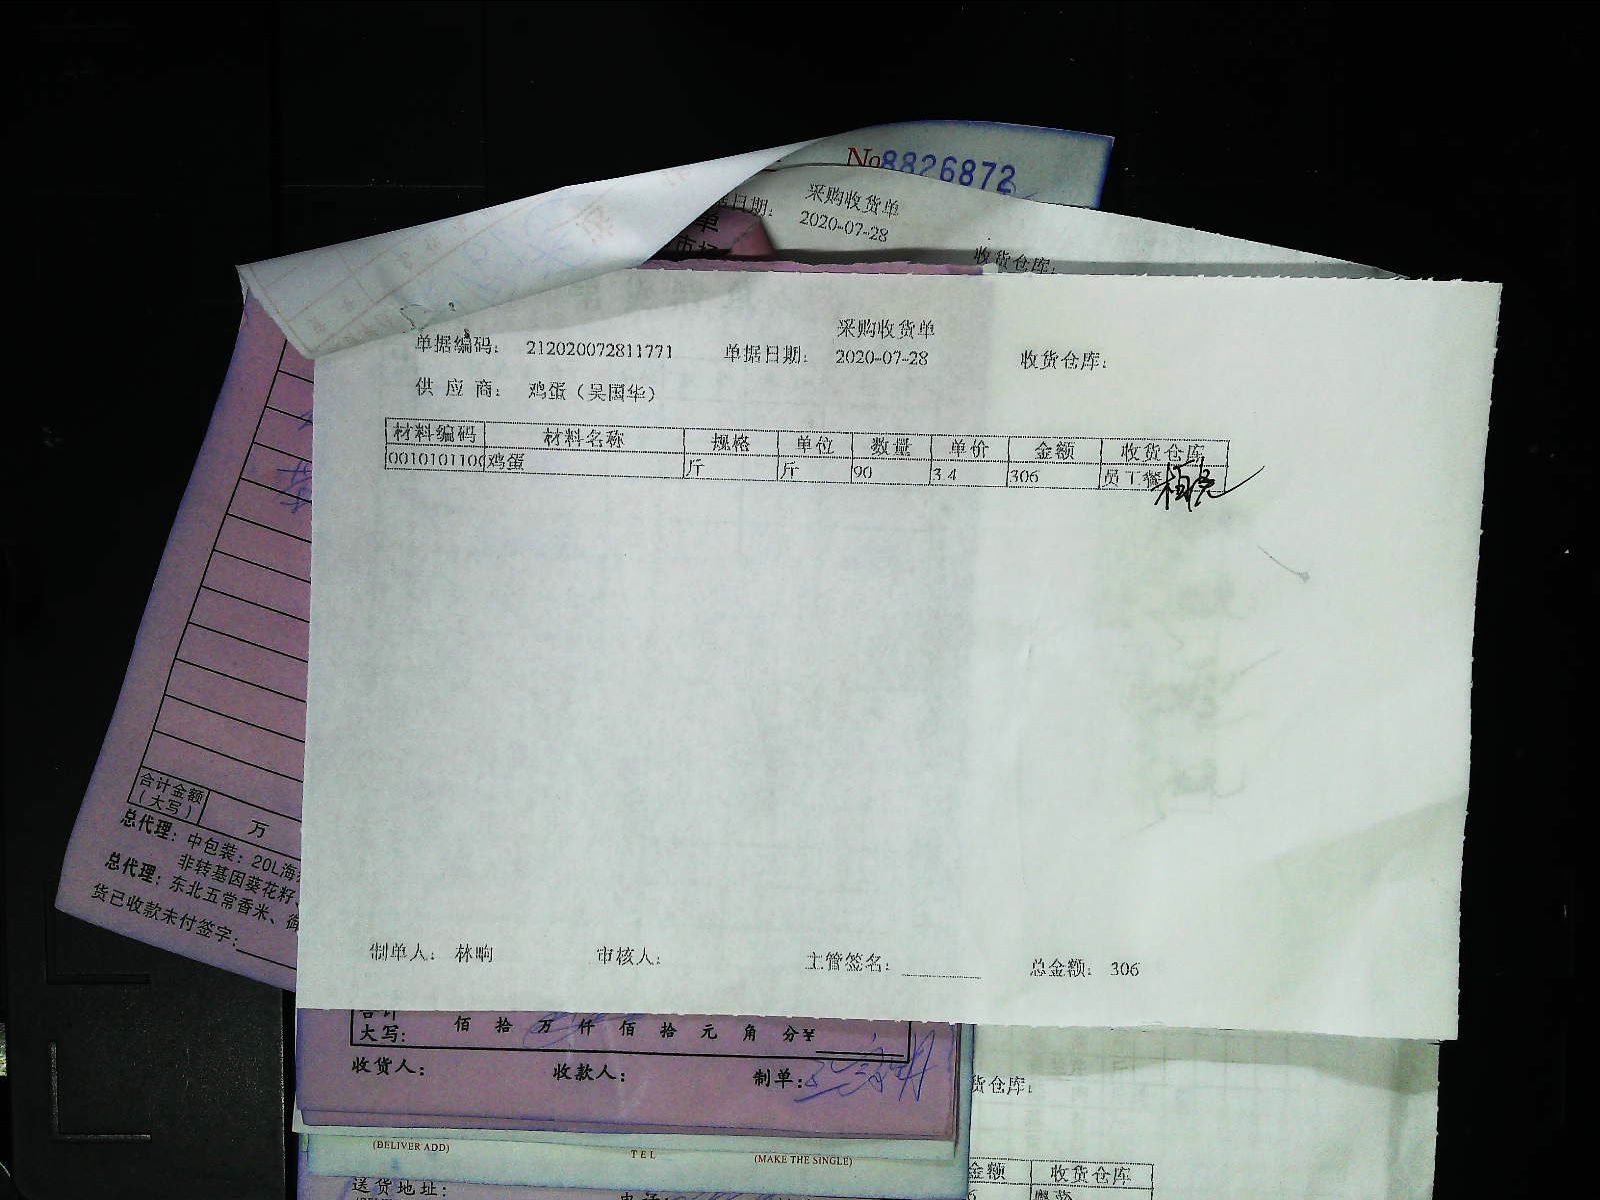 No8826872
采购收货单
日期: 2020-07-28
收货仓库:
采购收货单
单据编码: 212020072811771 单据日期: 2020-07-28 收货仓库:
供应商: 鸡蛋（吴国华）
材料编码 材料名称 规格 单位 数量 单价 金额 收货仓库
0010101100 鸡蛋 斤 斤 90 3.4 306 员工餐
制单人: 林晌 审核人: 主管签名: 总金额: 306
合计金额
（大写） 万
总代理: 中包装: 20L海
非转基因葵花籽、
总代理: 东北五常香米、
货已收款未付签字:
合计
大写: 佰 拾 万 仟 佰 拾 元 角 分¥
收货人: 收款人: 制单:
货仓库:
(DELIVER ADD) TEL (MAKE THE SINGLE)
送货地址:
金额 收货仓库